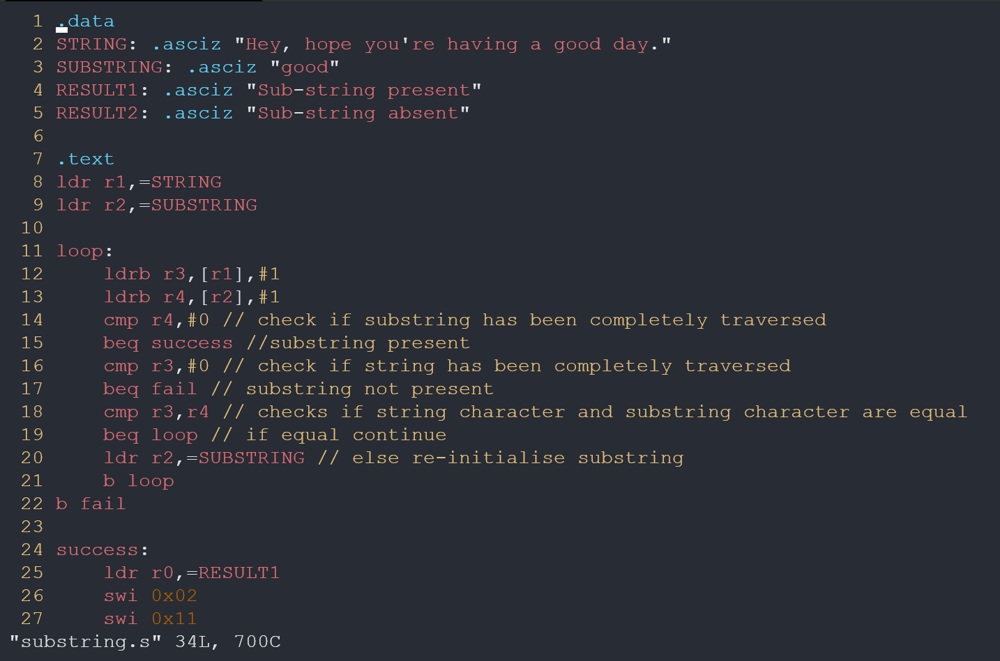 1 .data
2 STRING: .asciz "Hey, hope you're having a good day."
3 SUBSTRING: .asciz "good"
4 RESULT1: .asciz "Sub-string present"
5 RESULT2: .asciz "Sub-string absent"
6
7 .text
8 ldr r1,=STRING
9 ldr r2,=SUBSTRING
10
11 loop:
12     ldrb r3,[r1],#1
13     ldrb r4,[r2],#1
14     cmp r4,#0 // check if substring has been completely traversed
15     beq success //substring present
16     cmp r3,#0 // check if string has been completely traversed
17     beq fail // substring not present
18     cmp r3,r4 // checks if string character and substring character are equal
19     beq loop // if equal continue
20     ldr r2,=SUBSTRING // else re-initialise substring
21     b loop
22 b fail
23
24 success:
25     ldr r0,=RESULT1
26     swi 0x02
27     swi 0x11
"substring.s" 34L, 700C